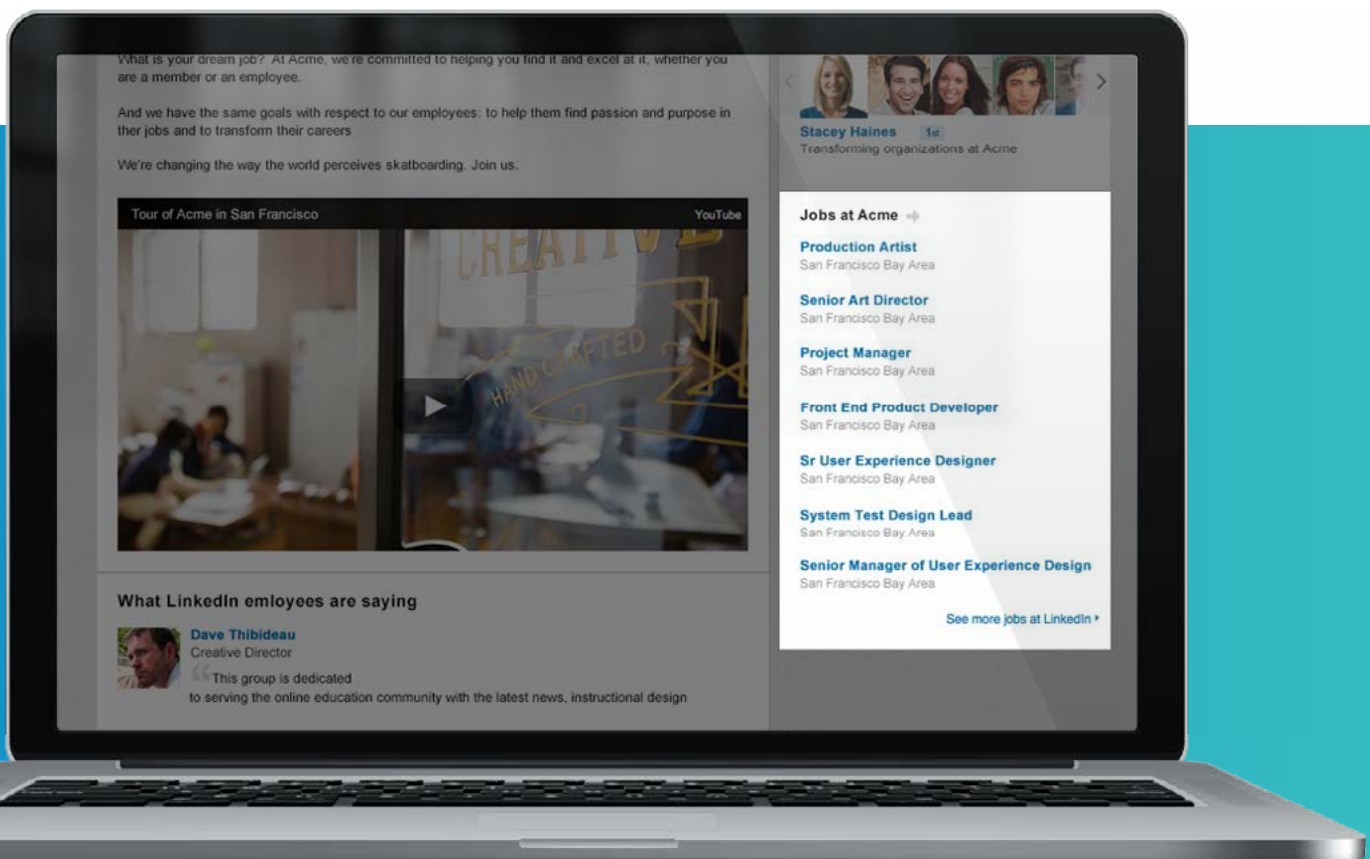 What is your dream job? At Acme, we're committed to helping you find it and excel at it, whether you
are a member or an employee.
And we have the same goals with respect to our employees: to help them find passion and purpose in
ther jobs and to transform their careers
We're changing the way the world perceives skatboarding. Join us.
Tour of Acme in San Francisco
YouTube
CREATIVE
HAND CRAFTED
What LinkedIn emloyees are saying
Dave Thibideau
Creative Director
“This group is dedicated
to serving the online education community with the latest news, instructional design
Stacey Haines 1st
Transforming organizations at Acme
Jobs at Acme
Production Artist
San Francisco Bay Area
Senior Art Director
San Francisco Bay Area
Project Manager
San Francisco Bay Area
Front End Product Developer
San Francisco Bay Area
Sr User Experience Designer
San Francisco Bay Area
System Test Design Lead
San Francisco Bay Area
Senior Manager of User Experience Design
San Francisco Bay Area
See more jobs at LinkedIn